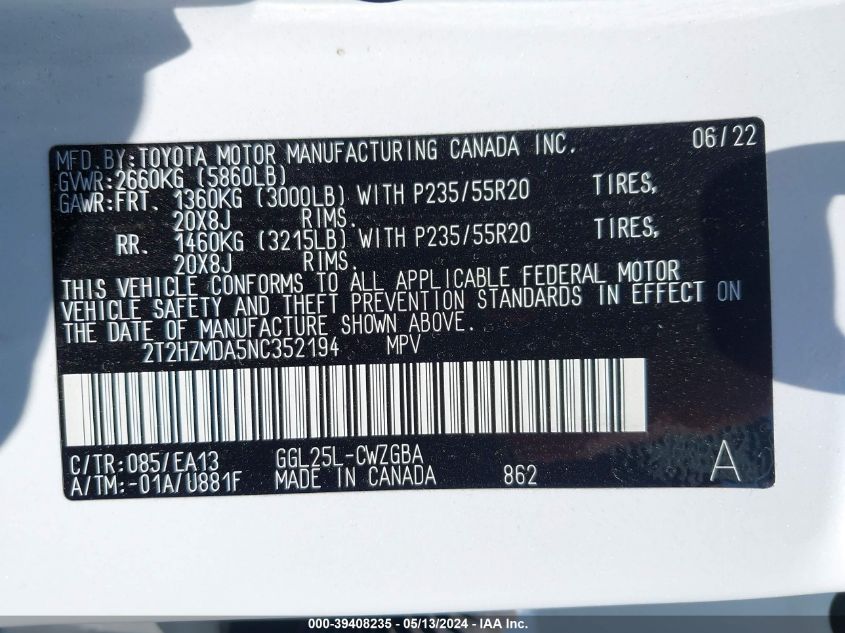 MFD.BY:TOYOTA MOTOR MANUFACTURING CANADA INC. 06/22
GVWR:2660KG (5860LB)
GAWR:FRT. 1360KG (3000LB) WITH P235/55R20 TIRES,
20X8J RIMS.
RR. 1460KG (3215LB) WITH P235/55R20 TIRES,
20X8J RIMS.
THIS VEHICLE CONFORMS TO ALL APPLICABLE FEDERAL MOTOR
VEHICLE SAFETY AND THEFT PREVENTION STANDARDS IN EFFECT ON
THE DATE OF MANUFACTURE SHOWN ABOVE.
2T2HZMDA5NC352194 MPV
C/TR:085/EA13 GGL25L-CWZGBA
A/TM:-01A/U881F MADE IN CANADA 862 A
000-39408235 - 05/13/2024 - IAA Inc.